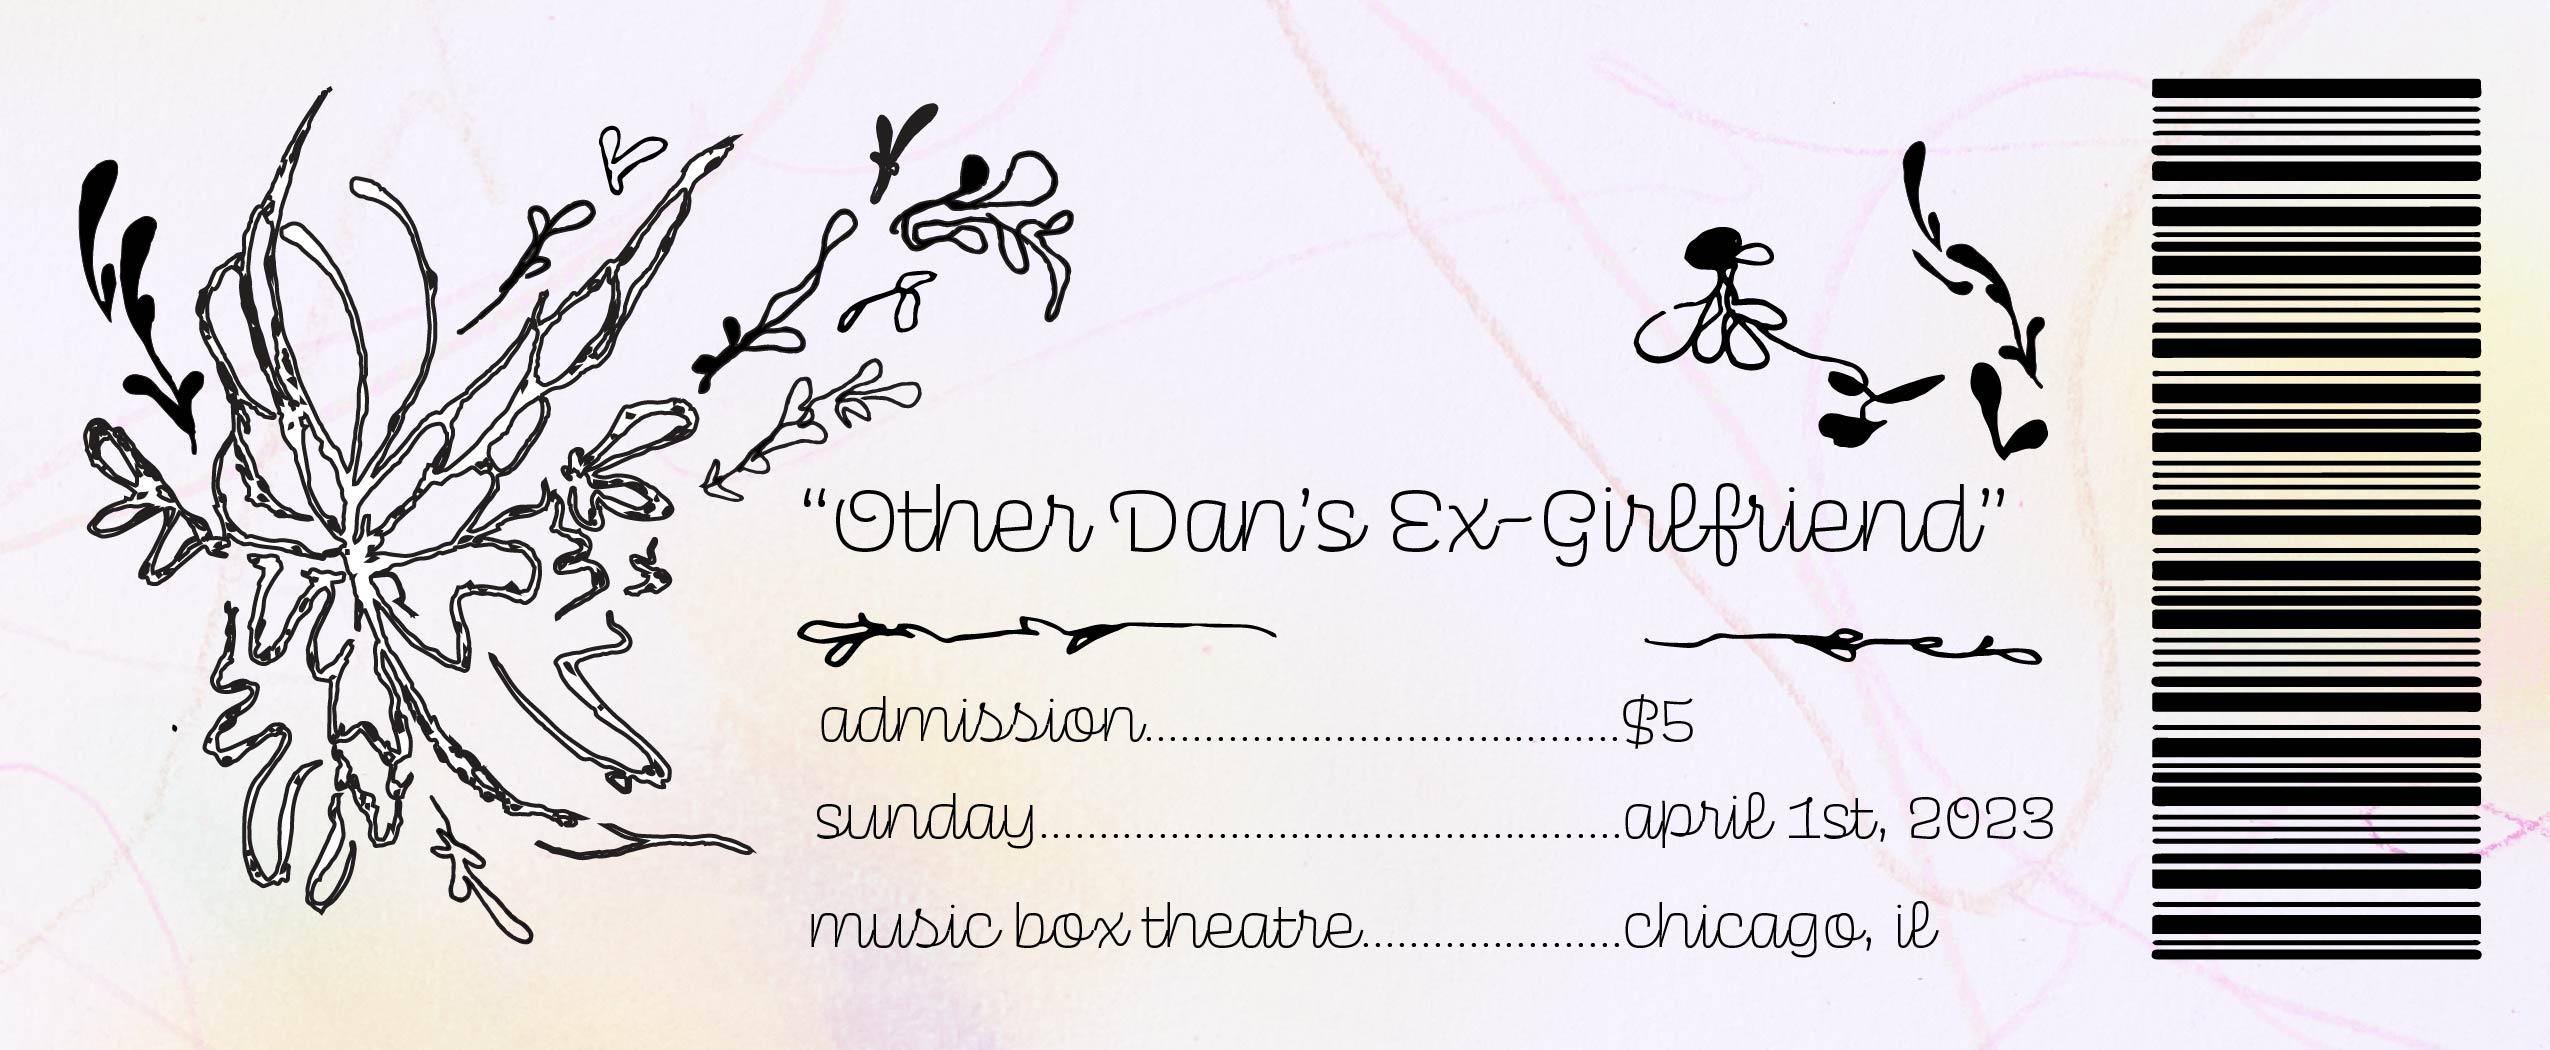 “Other Dan’s Ex-Girlfriend”
admission.......................................$5
sunday................................................april 1st, 2023
music box theatre.....................chicago, il